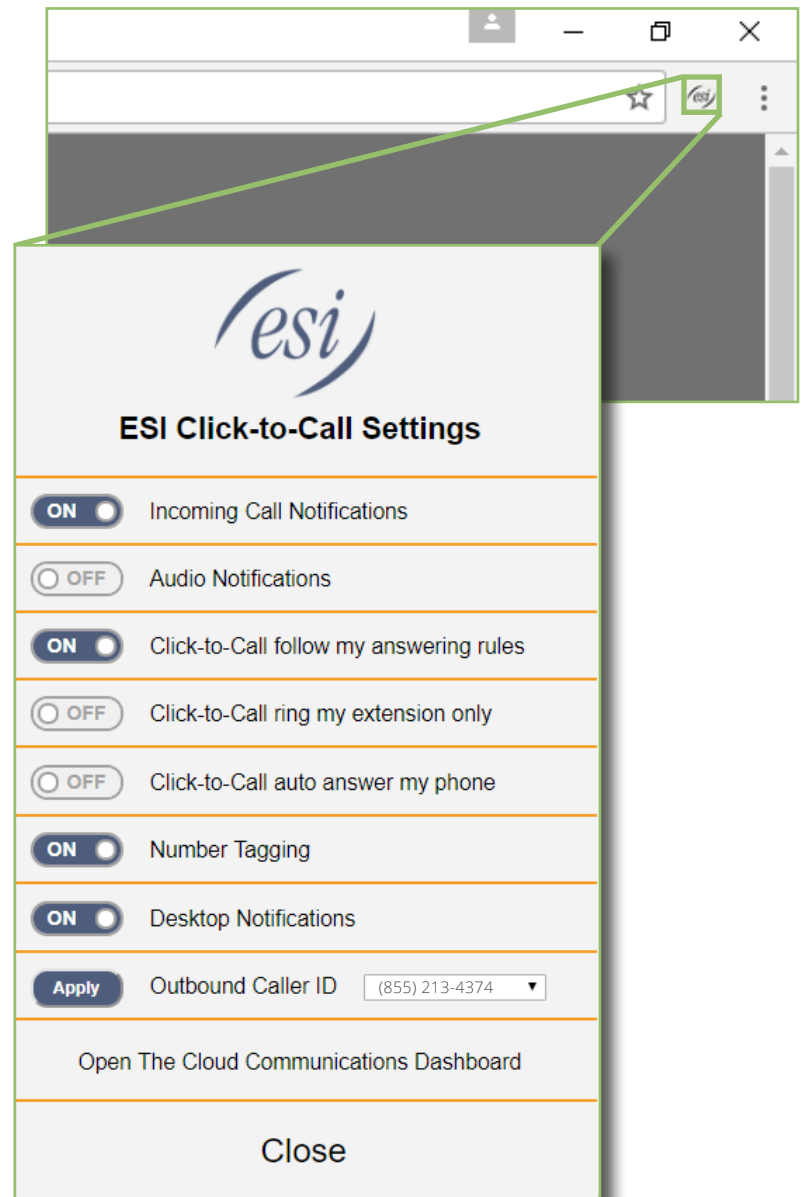 esi
esi
ESI Click-to-Call Settings
ON Incoming Call Notifications
OFF Audio Notifications
ON Click-to-Call follow my answering rules
OFF Click-to-Call ring my extension only
OFF Click-to-Call auto answer my phone
ON Number Tagging
ON Desktop Notifications
Apply Outbound Caller ID (855) 213-4374
Open The Cloud Communications Dashboard
Close